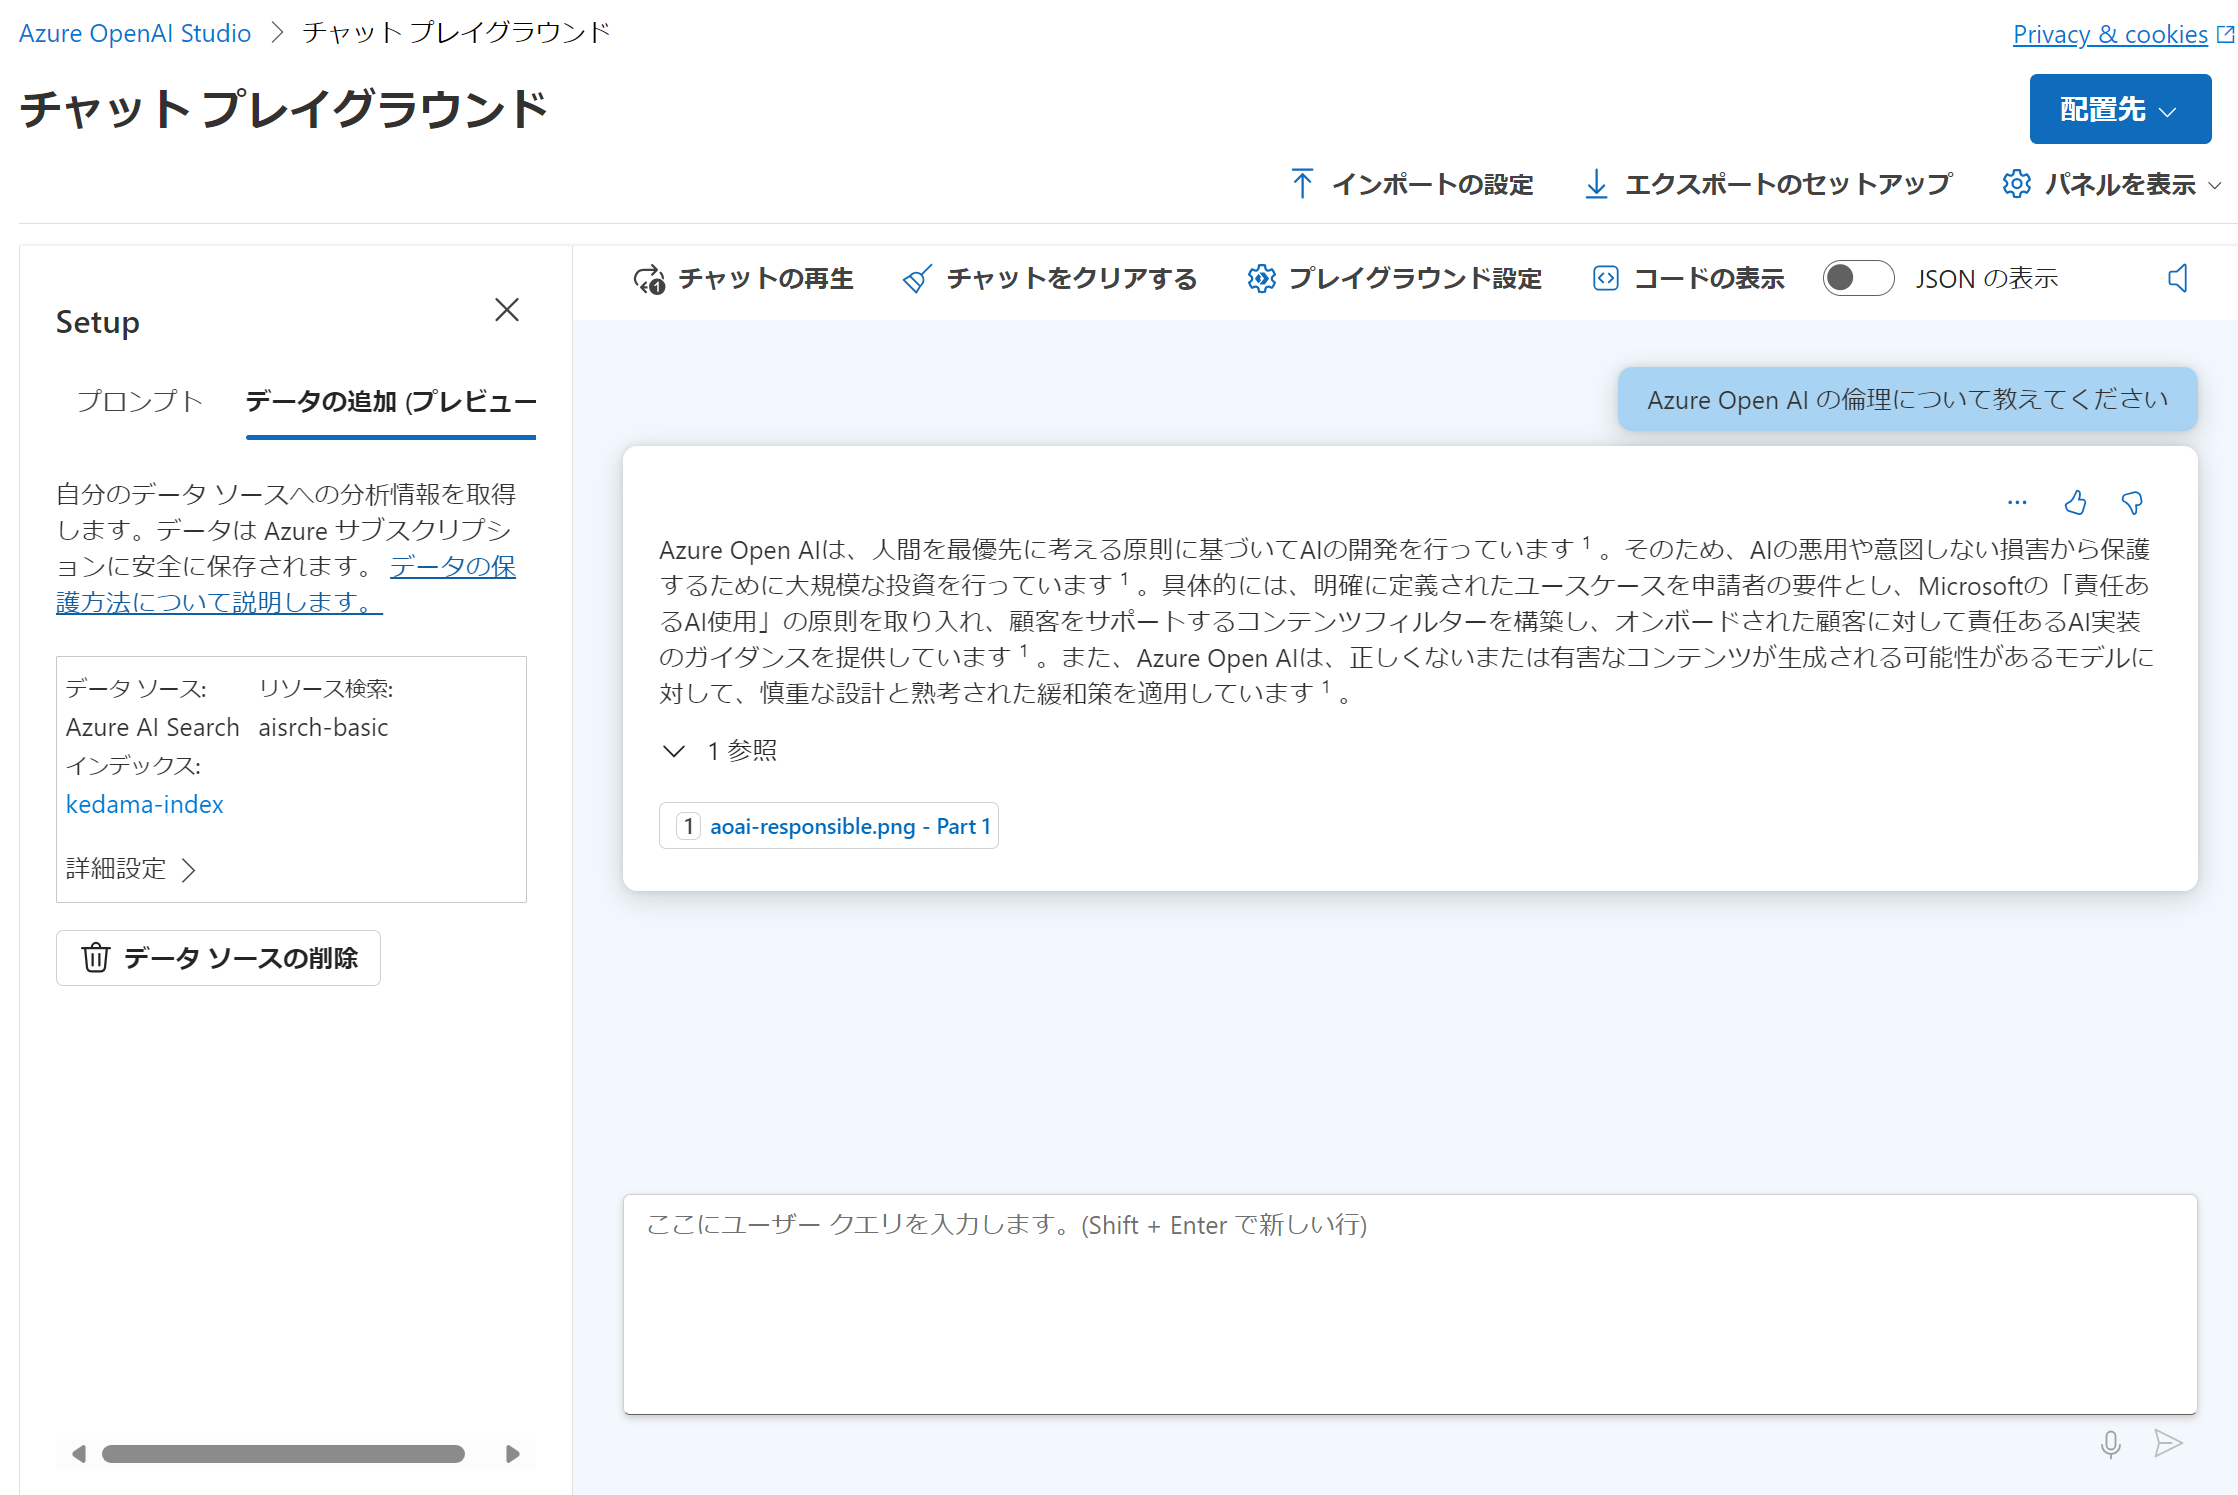 Azure OpenAI Studio > チャット プレイグラウンド
Privacy & cookies
チャット プレイグラウンド
配置先
インポートの設定
エクスポートのセットアップ
パネルを表示
Setup
プロンプト
データの追加 (プレビュー
自分のデータ ソースへの分析情報を取得
します。データは Azure サブスクリプシ
ョンに安全に保存されます。 データの保
護方法について説明します。
データ ソース:
リソース検索:
Azure AI Search
aisrch-basic
インデックス:
kedama-index
詳細設定
データ ソースの削除
チャットの再生
チャットをクリアする
プレイグラウンド設定
コードの表示
JSON の表示
Azure Open AI の倫理について教えてください
Azure Open AIは、人間を最優先に考える原則に基づいてAIの開発を行っています 1 。そのため、AIの悪用や意図しない損害から保護
するために大規模な投資を行っています 1 。具体的には、明確に定義されたユースケースを申請者の要件とし、Microsoftの「責任あ
るAI使用」の原則を取り入れ、顧客をサポートするコンテンツフィルターを構築し、オンボードされた顧客に対して責任あるAI実装
のガイダンスを提供しています 1 。また、Azure Open AIは、正しくないまたは有害なコンテンツが生成される可能性があるモデルに
対して、慎重な設計と熟考された緩和策を適用しています 1 。
1 参照
1 aoai-responsible.png - Part 1
ここにユーザー クエリを入力します。(Shift + Enter で新しい行)